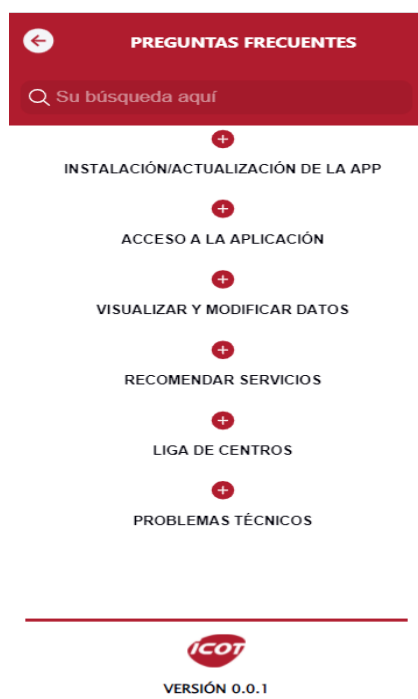 PREGUNTAS FRECUENTES
Su búsqueda aquí
INSTALACIÓN/ACTUALIZACIÓN DE LA APP
ACCESO A LA APLICACIÓN
VISUALIZAR Y MODIFICAR DATOS
RECOMENDAR SERVICIOS
LIGA DE CENTROS
PROBLEMAS TÉCNICOS
icot
VERSIÓN 0.0.1